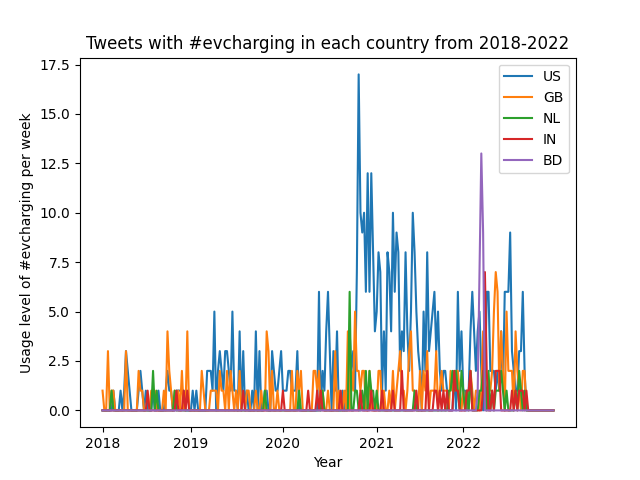 Tweets with #evcharging in each country from 2018-2022
Usage level of #evcharging per week
17.5
15.0
12.5
10.0
7.5
5.0
2.5
0.0
US
GB
NL
IN
BD
2018 2019 2020 2021 2022
Year